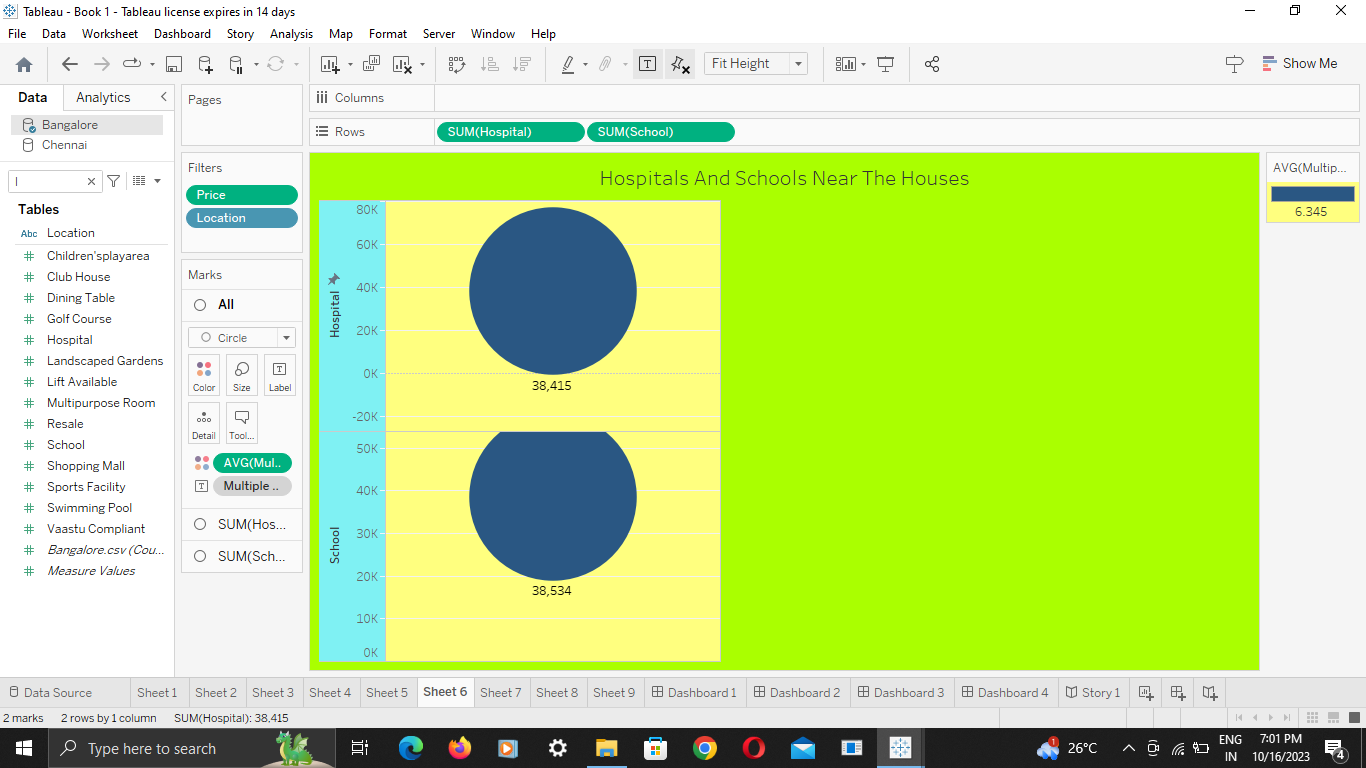 Tableau - Book 1 - Tableau license expires in 14 days
File Data Worksheet Dashboard Story Analysis Map Format Server Window Help
Fit Height
Show Me
Data Analytics
Bangalore
Chennai
Tables
Abc Location
Children'splayarea
Club House
Dining Table
Golf Course
Hospital
Landscaped Gardens
Lift Available
Multipurpose Room
Resale
School
Shopping Mall
Sports Facility
Swimming Pool
Vaastu Compliant
Bangalore.csv (Cou...
Measure Values
Pages
Filters
Price
Location
Marks
All
Circle
Color Size Label
Detail Tool...
AVG(Mul..
Multiple ..
SUM(Hos...
SUM(Sch...
Columns
Rows SUM(Hospital) SUM(School)
Hospitals And Schools Near The Houses
Hospital
80K
60K
40K
20K
0K
-20K
38,415
School
50K
40K
30K
20K
10K
0K
38,534
AVG(Multip...
6.345
Data Source Sheet 1 Sheet 2 Sheet 3 Sheet 4 Sheet 5 Sheet 6 Sheet 7 Sheet 8 Sheet 9 Dashboard 1 Dashboard 2 Dashboard 3 Dashboard 4 Story 1
2 marks 2 rows by 1 column SUM(Hospital): 38,415
Type here to search
1
26°C
ENG
IN
7:01 PM
10/16/2023
4